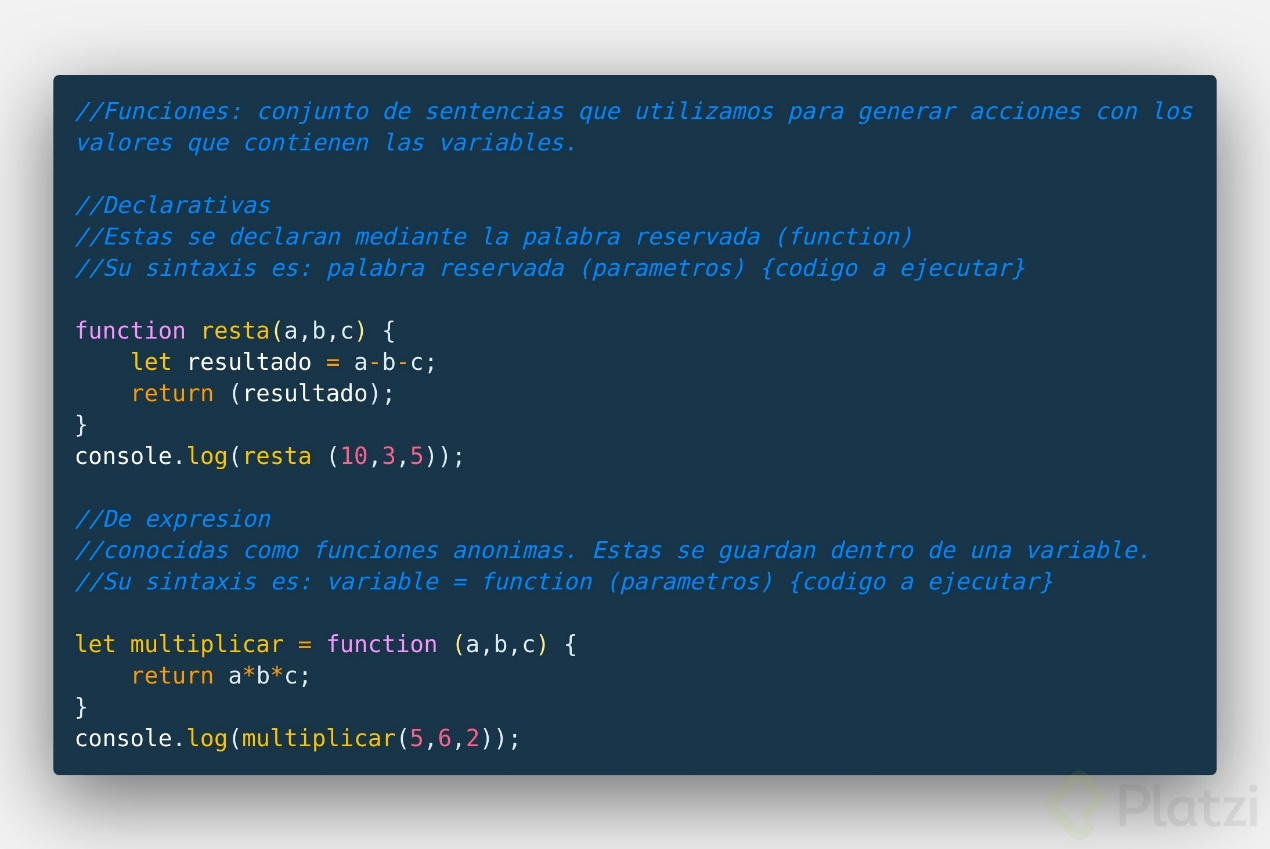 //Funciones: conjunto de sentencias que utilizamos para generar acciones con los
valores que contienen las variables.
//Declarativas
//Estas se declaran mediante la palabra reservada (function)
//Su sintaxis es: palabra reservada (parametros) {codigo a ejecutar}
function resta(a,b,c) {
    let resultado = a-b-c;
    return (resultado);
}
console.log(resta (10,3,5));
//De expresion
//conocidas como funciones anonimas. Estas se guardan dentro de una variable.
//Su sintaxis es: variable = function (parametros) {codigo a ejecutar}
let multiplicar = function (a,b,c) {
    return a*b*c;
}
console.log(multiplicar(5,6,2));
Platzi